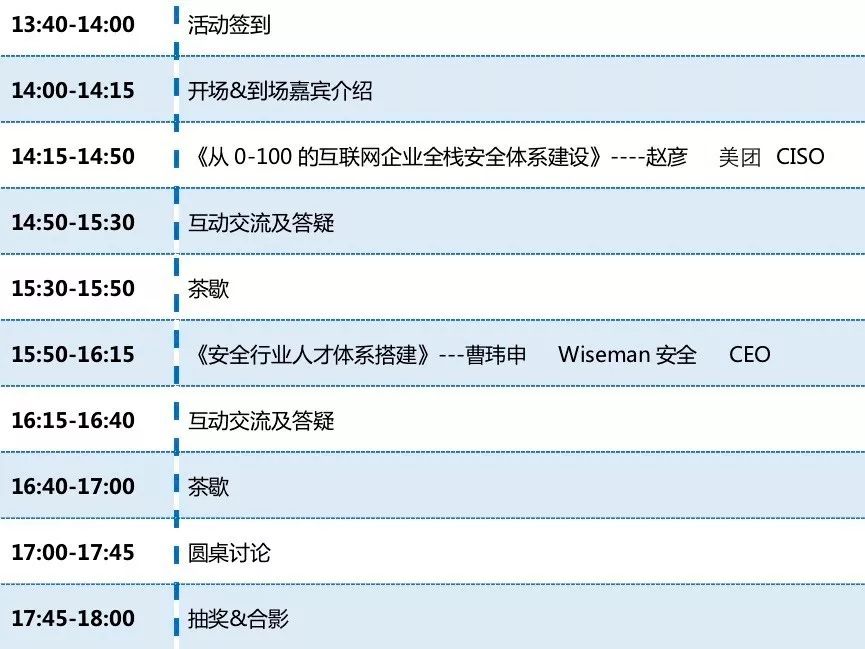 13:40-14:00 活动签到
14:00-14:15 开场&到场嘉宾介绍
14:15-14:50 《从 0-100 的互联网企业全栈安全体系建设》----赵彦 美团 CISO
14:50-15:30 互动交流及答疑
15:30-15:50 茶歇
15:50-16:15 《安全行业人才体系搭建》---曹玮申 Wiseman 安全 CEO
16:15-16:40 互动交流及答疑
16:40-17:00 茶歇
17:00-17:45 圆桌讨论
17:45-18:00 抽奖&合影